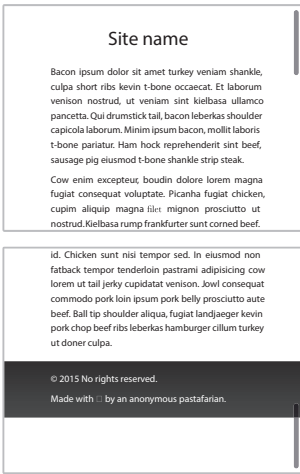 Site name
Bacon ipsum dolor sit amet turkey veniam shankle,
culpa short ribs kevin t-bone occaecat. Et laborum
venison nostrud, ut veniam sint kielbasa ullamco
pancetta. Qui drumstick tail, bacon leberkas shoulder
capicola laborum. Minim ipsum bacon, mollit laboris
t-bone pariatur. Ham hock reprehenderit sint beef,
sausage pig eiusmod t-bone shankle strip steak.
Cow enim excepteur, boudin dolore lorem magna
fugiat consequat voluptate. Picanha fugiat chicken,
cupim aliquip magna filet mignon prosciutto ut
nostrud.Kielbasa rump frankfurter sunt corned beef.
id. Chicken sunt nisi tempor sed. In eiusmod non
fatback tempor tenderloin pastrami adipisicing cow
lorem ut tail jerky cupidatat venison. Jowl consequat
commodo pork loin ipsum pork belly prosciutto aute
beef. Ball tip shoulder aliqua, fugiat landjaeger kevin
pork chop beef ribs leberkas hamburger cillum turkey
ut doner culpa.
© 2015 No rights reserved.
Made with □ by an anonymous pastafarian.